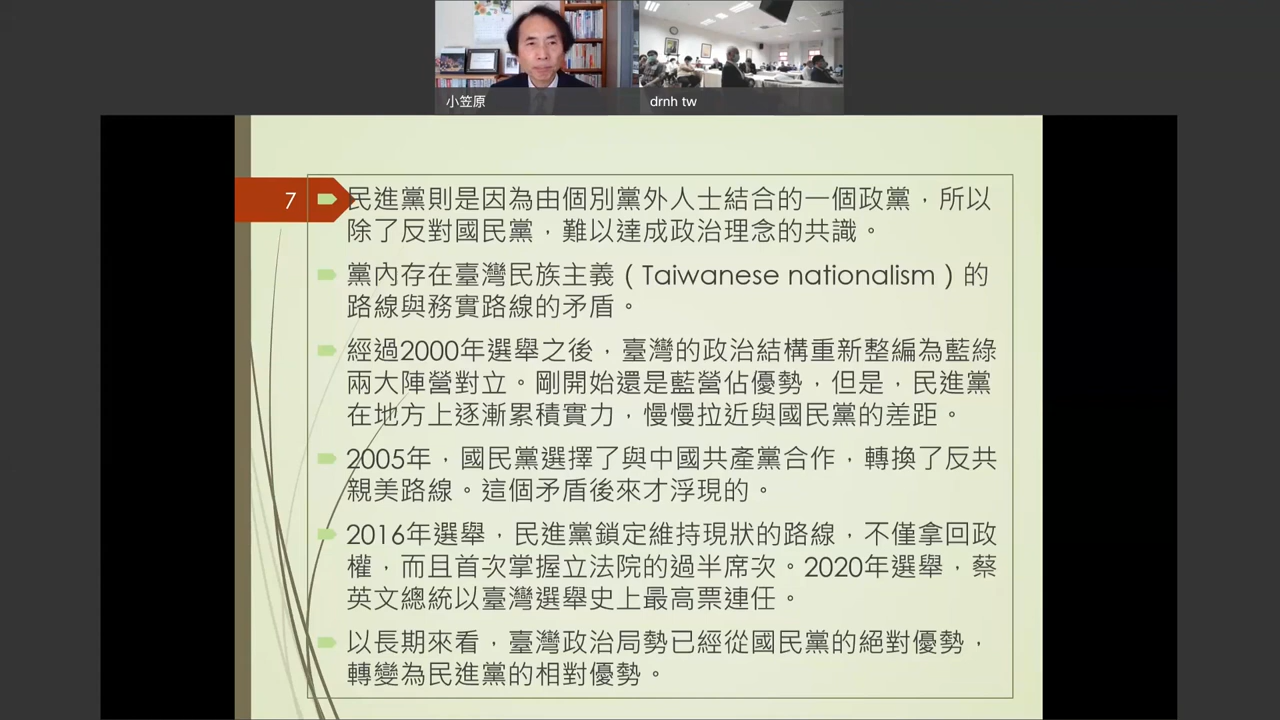 小笠原
drnh tw
7
民進黨則是因為由個別黨外人士結合的一個政黨，所以
除了反對國民黨，難以達成政治理念的共識。
黨內存在臺灣民族主義（Taiwanese nationalism）的
路線與務實路線的矛盾。
經過2000年選舉之後，臺灣的政治結構重新整編為藍綠
兩大陣營對立。剛開始還是藍營佔優勢，但是，民進黨
在地方上逐漸累積實力，慢慢拉近與國民黨的差距。
2005年，國民黨選擇了與中國共產黨合作，轉換了反共
親美路線。這個矛盾後來才浮現的。
2016年選舉，民進黨鎖定維持現狀的路線，不僅拿回政
權，而且首次掌握立法院的過半席次。2020年選舉，蔡
英文總統以臺灣選舉史上最高票連任。
以長期來看，臺灣政治局勢已經從國民黨的絕對優勢，
轉變為民進黨的相對優勢。